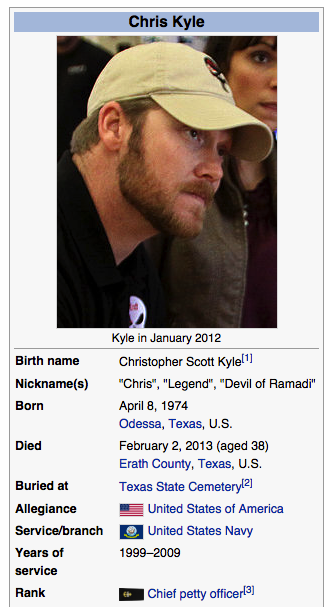 Chris Kyle
Kyle in January 2012
Birth name Christopher Scott Kyle[1]
Nickname(s) "Chris", "Legend", "Devil of Ramadi"
Born April 8, 1974
Odessa, Texas, U.S.
Died February 2, 2013 (aged 38)
Erath County, Texas, U.S.
Buried at Texas State Cemetery[2]
Allegiance United States of America
Service/branch United States Navy
Years of 1999–2009
service
Rank Chief petty officer[3]